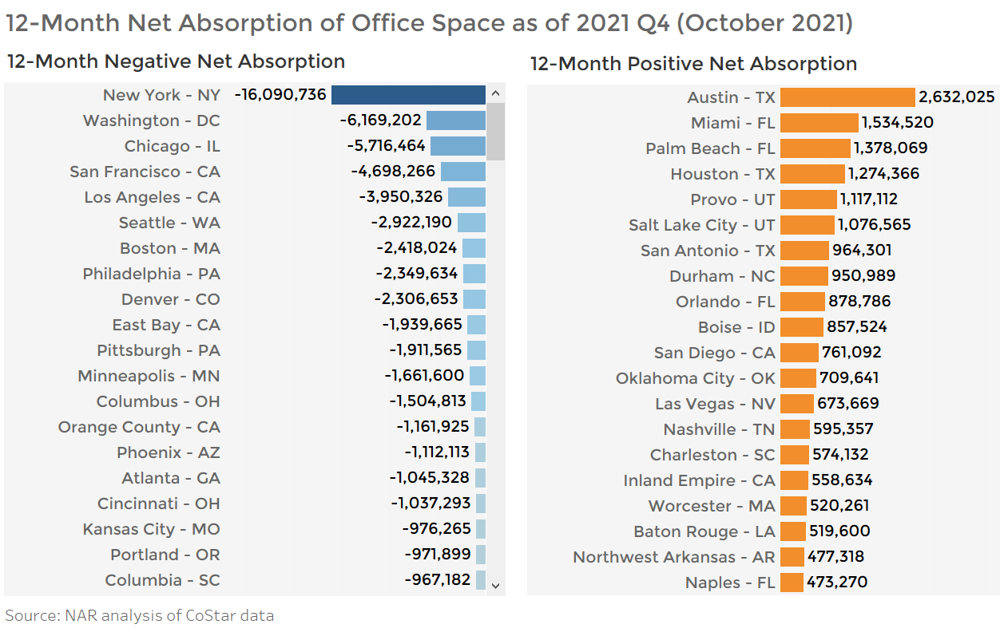 12-Month Net Absorption of Office Space as of 2021 Q4 (October 2021)
12-Month Negative Net Absorption
New York - NY -16,090,736
Washington - DC -6,169,202
Chicago - IL -5,716,464
San Francisco - CA -4,698,266
Los Angeles - CA -3,950,326
Seattle - WA -2,922,190
Boston - MA -2,418,024
Philadelphia - PA -2,349,634
Denver - CO -2,306,653
East Bay - CA -1,939,665
Pittsburgh - PA -1,911,565
Minneapolis - MN -1,661,600
Columbus - OH -1,504,813
Orange County - CA -1,161,925
Phoenix - AZ -1,112,113
Atlanta - GA -1,045,328
Cincinnati - OH -1,037,293
Kansas City - MO -976,265
Portland - OR -971,899
Columbia - SC -967,182
12-Month Positive Net Absorption
Austin - TX 2,632,025
Miami - FL 1,534,520
Palm Beach - FL 1,378,069
Houston - TX 1,274,366
Provo - UT 1,117,112
Salt Lake City - UT 1,076,565
San Antonio - TX 964,301
Durham - NC 950,989
Orlando - FL 878,786
Boise - ID 857,524
San Diego - CA 761,092
Oklahoma City - OK 709,641
Las Vegas - NV 673,669
Nashville - TN 595,357
Charleston - SC 574,132
Inland Empire - CA 558,634
Worcester - MA 520,261
Baton Rouge - LA 519,600
Northwest Arkansas - AR 477,318
Naples - FL 473,270
Source: NAR analysis of CoStar data